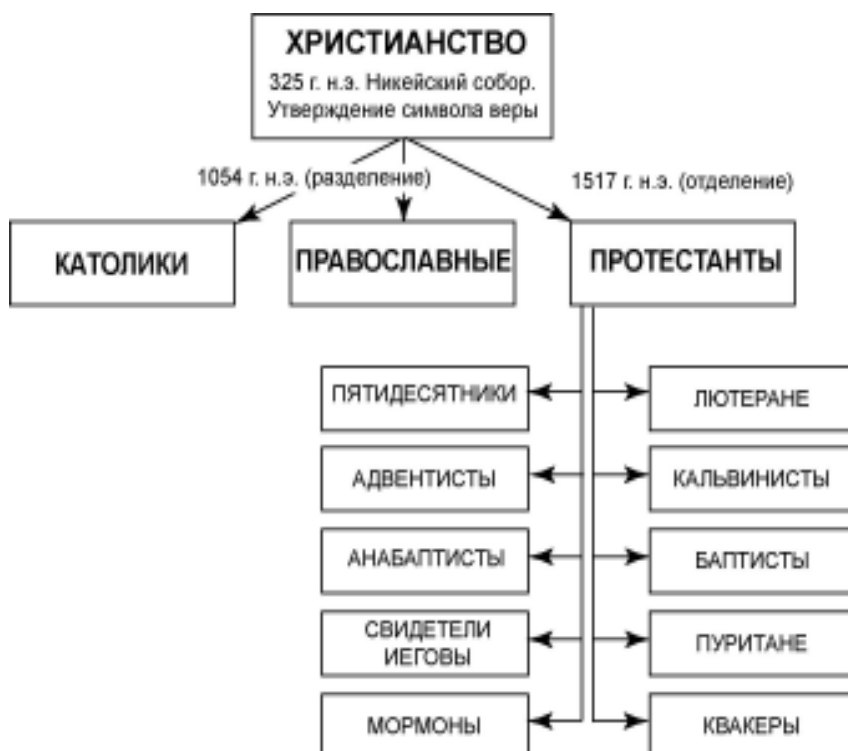 ХРИСТИАНСТВО
325 г. н.э. Никейский собор.
Утверждение символа веры
1054 г. н.э. (разделение)
1517 г. н.э. (отделение)
КАТОЛИКИ
ПРАВОСЛАВНЫЕ
ПРОТЕСТАНТЫ
ПЯТИДЕСЯТНИКИ
ЛЮТЕРАНЕ
АДВЕНТИСТЫ
КАЛЬВИНИСТЫ
АНАБАПТИСТЫ
БАПТИСТЫ
СВИДЕТЕЛИ
ИЕГОВЫ
ПУРИТАНЕ
МОРМОНЫ
КВАКЕРЫ